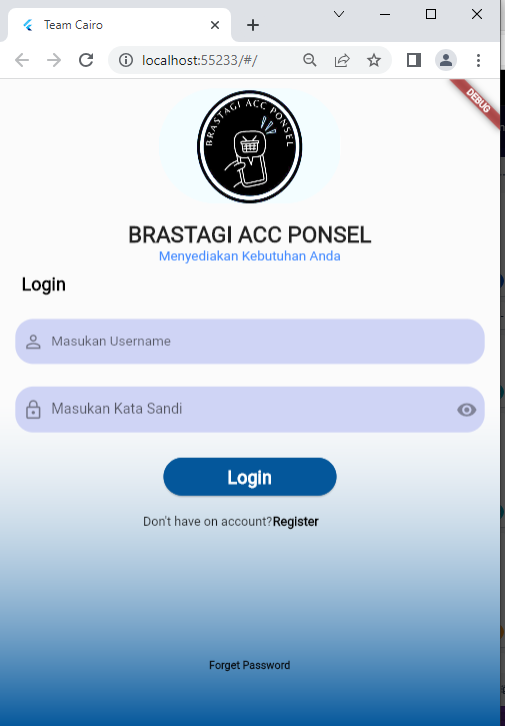 Team Cairo
localhost:55233/#/
DEBUG
BRASTAGI ACC PONSEL
BRASTAGI ACC PONSEL
Menyediakan Kebutuhan Anda
Login
Masukan Username
Masukan Kata Sandi
Login
Don't have on account?Register
Forget Password